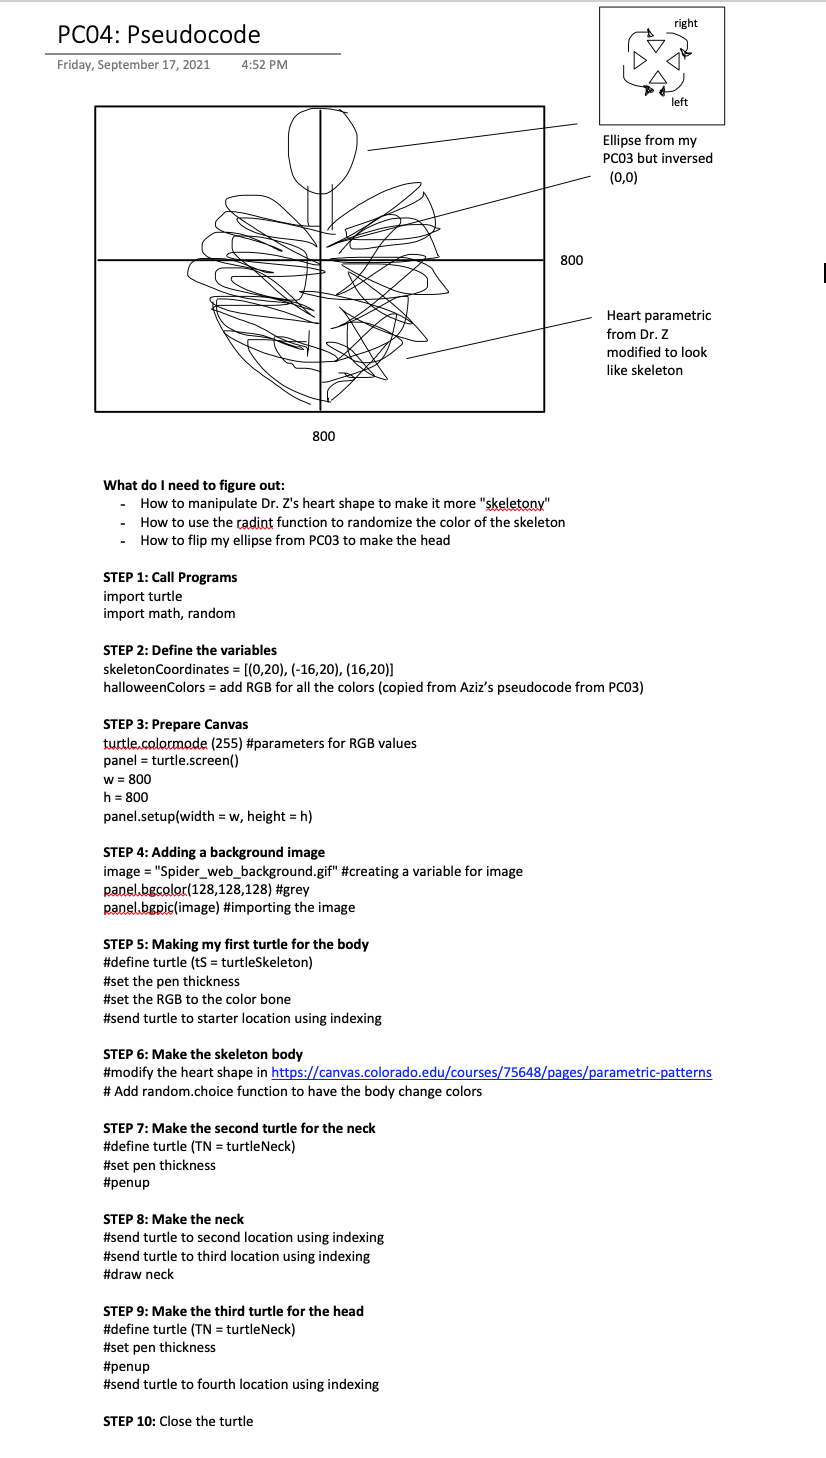 PC04: Pseudocode
Friday, September 17, 2021 4:52 PM
right
left
Ellipse from my
PC03 but inversed
(0,0)
800
Heart parametric
from Dr. Z
modified to look
like skeleton
800
What do I need to figure out:
- How to manipulate Dr. Z's heart shape to make it more "skeletony"
- How to use the radint function to randomize the color of the skeleton
- How to flip my ellipse from PC03 to make the head
STEP 1: Call Programs
import turtle
import math, random
STEP 2: Define the variables
skeletonCoordinates = [(0,20), (-16,20), (16,20)]
halloweenColors = add RGB for all the colors (copied from Aziz’s pseudocode from PC03)
STEP 3: Prepare Canvas
turtle.colormode (255) #parameters for RGB values
panel = turtle.screen()
w = 800
h = 800
panel.setup(width = w, height = h)
STEP 4: Adding a background image
image = "Spider_web_background.gif" #creating a variable for image
panel.bgcolor(128,128,128) #grey
panel.bgpic(image) #importing the image
STEP 5: Making my first turtle for the body
#define turtle (tS = turtleSkeleton)
#set the pen thickness
#set the RGB to the color bone
#send turtle to starter location using indexing
STEP 6: Make the skeleton body
#modify the heart shape in https://canvas.colorado.edu/courses/75648/pages/parametric-patterns
# Add random.choice function to have the body change colors
STEP 7: Make the second turtle for the neck
#define turtle (TN = turtleNeck)
#set pen thickness
#penup
STEP 8: Make the neck
#send turtle to second location using indexing
#send turtle to third location using indexing
#draw neck
STEP 9: Make the third turtle for the head
#define turtle (TN = turtleNeck)
#set pen thickness
#penup
#send turtle to fourth location using indexing
STEP 10: Close the turtle